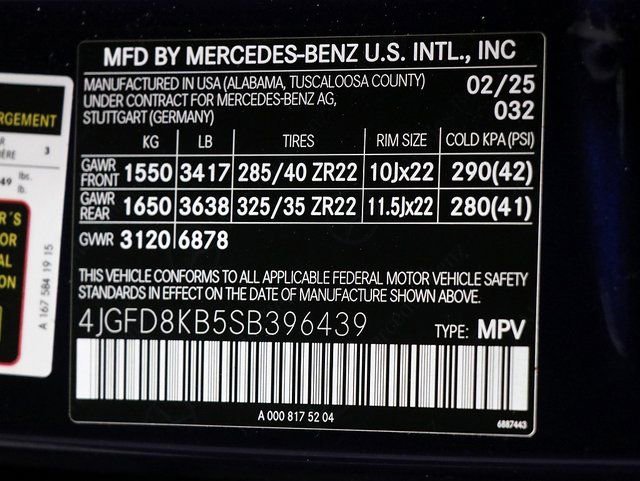 MFD BY MERCEDES-BENZ U.S. INTL., INC
MANUFACTURED IN USA (ALABAMA, TUSCALOOSA COUNTY) 02/25
UNDER CONTRACT FOR MERCEDES-BENZ AG, 032
STUTTGART (GERMANY)
KG LB TIRES RIM SIZE COLD KPA(PSI)
GAWR FRONT 1550 3417 285/40 ZR22 10Jx22 290(42)
GAWR REAR 1650 3638 325/35 ZR22 11.5Jx22 280(41)
GVWR 3120 6878
THIS VEHICLE CONFORMS TO ALL APPLICABLE FEDERAL MOTOR VEHICLE SAFETY
STANDARDS IN EFFECT ON THE DATE OF MANUFACTURE SHOWN ABOVE.
4JGFD8KB5SB396439 TYPE: MPV
A 000 817 52 04
6887443
3
lbs.
lb.
A 167 584 19 15